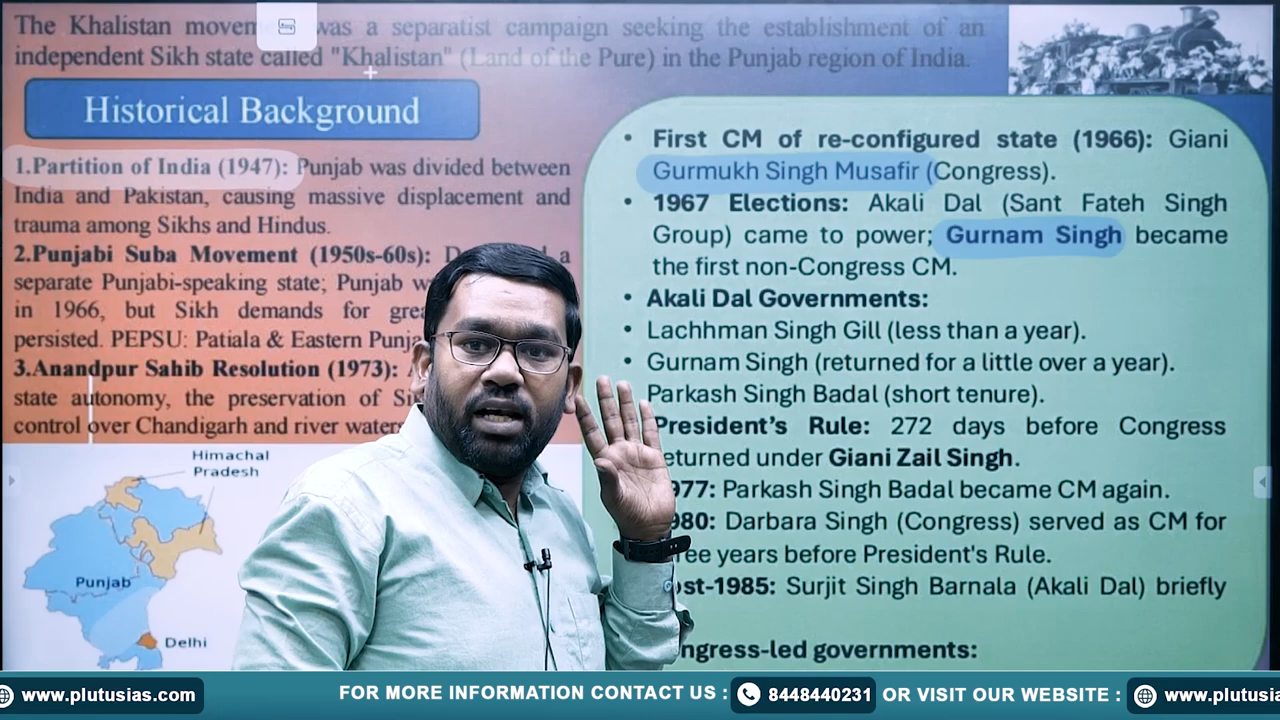 The Khalistan movem was a separatist campaign seeking the establishment of an
independent Sikh state called "Khalistan" (Land of the Pure) in the Punjab region of India.
Historical Background
1.Partition of India (1947): Punjab was divided between
India and Pakistan, causing massive displacement and
trauma among Sikhs and Hindus.
2.Punjabi Suba Movement (1950s-60s): a
separate Punjabi-speaking state; Punjab
in 1966, but Sikh demands for
persisted. PEPSU: Patiala & Eastern
3.Anandpur Sahib Resolution (1973):
state autonomy, the preservation of
control over Chandigarh and river
Himachal
Pradesh
Punjab
Delhi
• First CM of re-configured state (1966): Giani
Gurmukh Singh Musafir (Congress).
• 1967 Elections: Akali Dal (Sant Fateh Singh
Group) came to power; Gurnam Singh became
the first non-Congress CM.
• Akali Dal Governments:
• Lachhman Singh Gill (less than a year).
• Gurnam Singh (returned for a little over a year).
Parkash Singh Badal (short tenure).
President's Rule: 272 days before Congress
eturned under Giani Zail Singh.
977: Parkash Singh Badal became CM again.
980: Darbara Singh (Congress) served as CM for
ree years before President's Rule.
ost-1985: Surjit Singh Barnala (Akali Dal) briefly
ngress-led governments:
www.plutusias.com
FOR MORE INFORMATION CONTACT US : 8448440231 OR VISIT OUR WEBSITE : www.plutusia